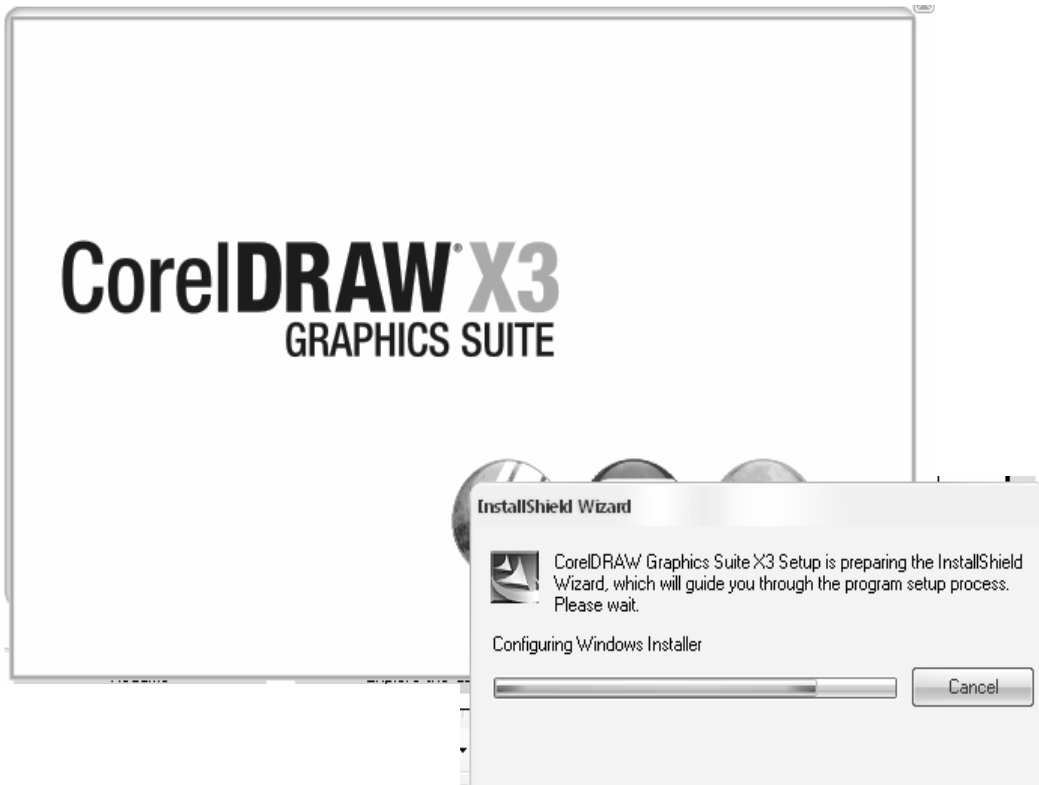 CorelDRAW® X3
GRAPHICS SUITE
InstallShield Wizard
CorelDRAW Graphics Suite X3 Setup is preparing the InstallShield
Wizard, which will guide you through the program setup process.
Please wait.
Configuring Windows Installer
Cancel